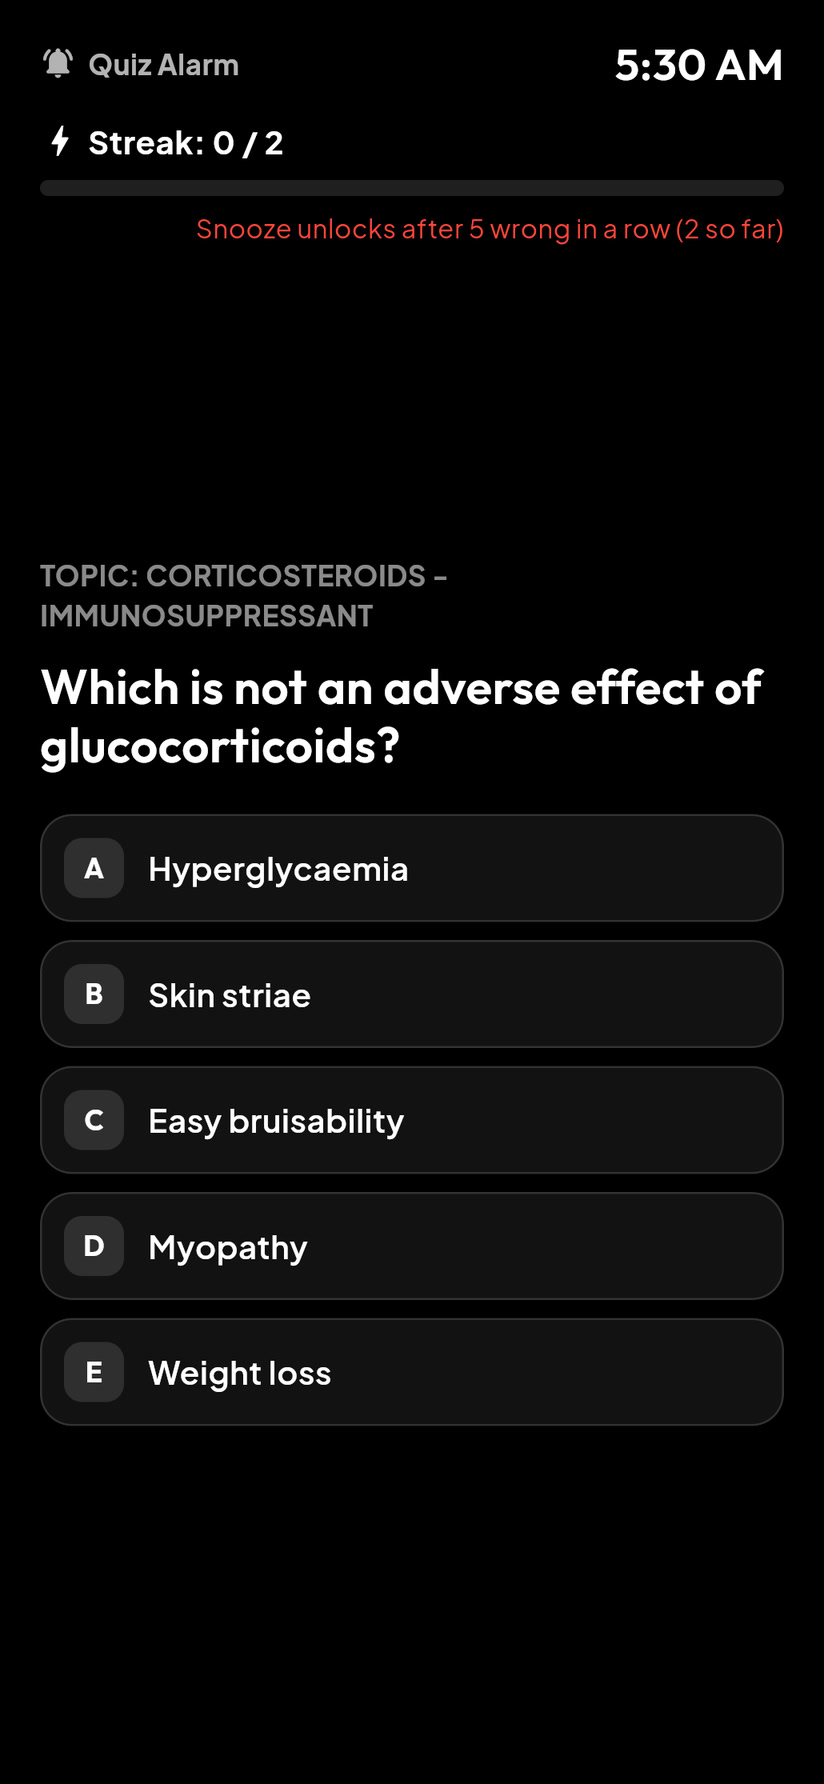 Quiz Alarm
5:30 AM
Streak: 0 / 2
Snooze unlocks after 5 wrong in a row (2 so far)
TOPIC: CORTICOSTEROIDS –
IMMUNOSUPPRESSANT
Which is not an adverse effect of
glucocorticoids?
A Hyperglycaemia
B Skin striae
C Easy bruisability
D Myopathy
E Weight loss